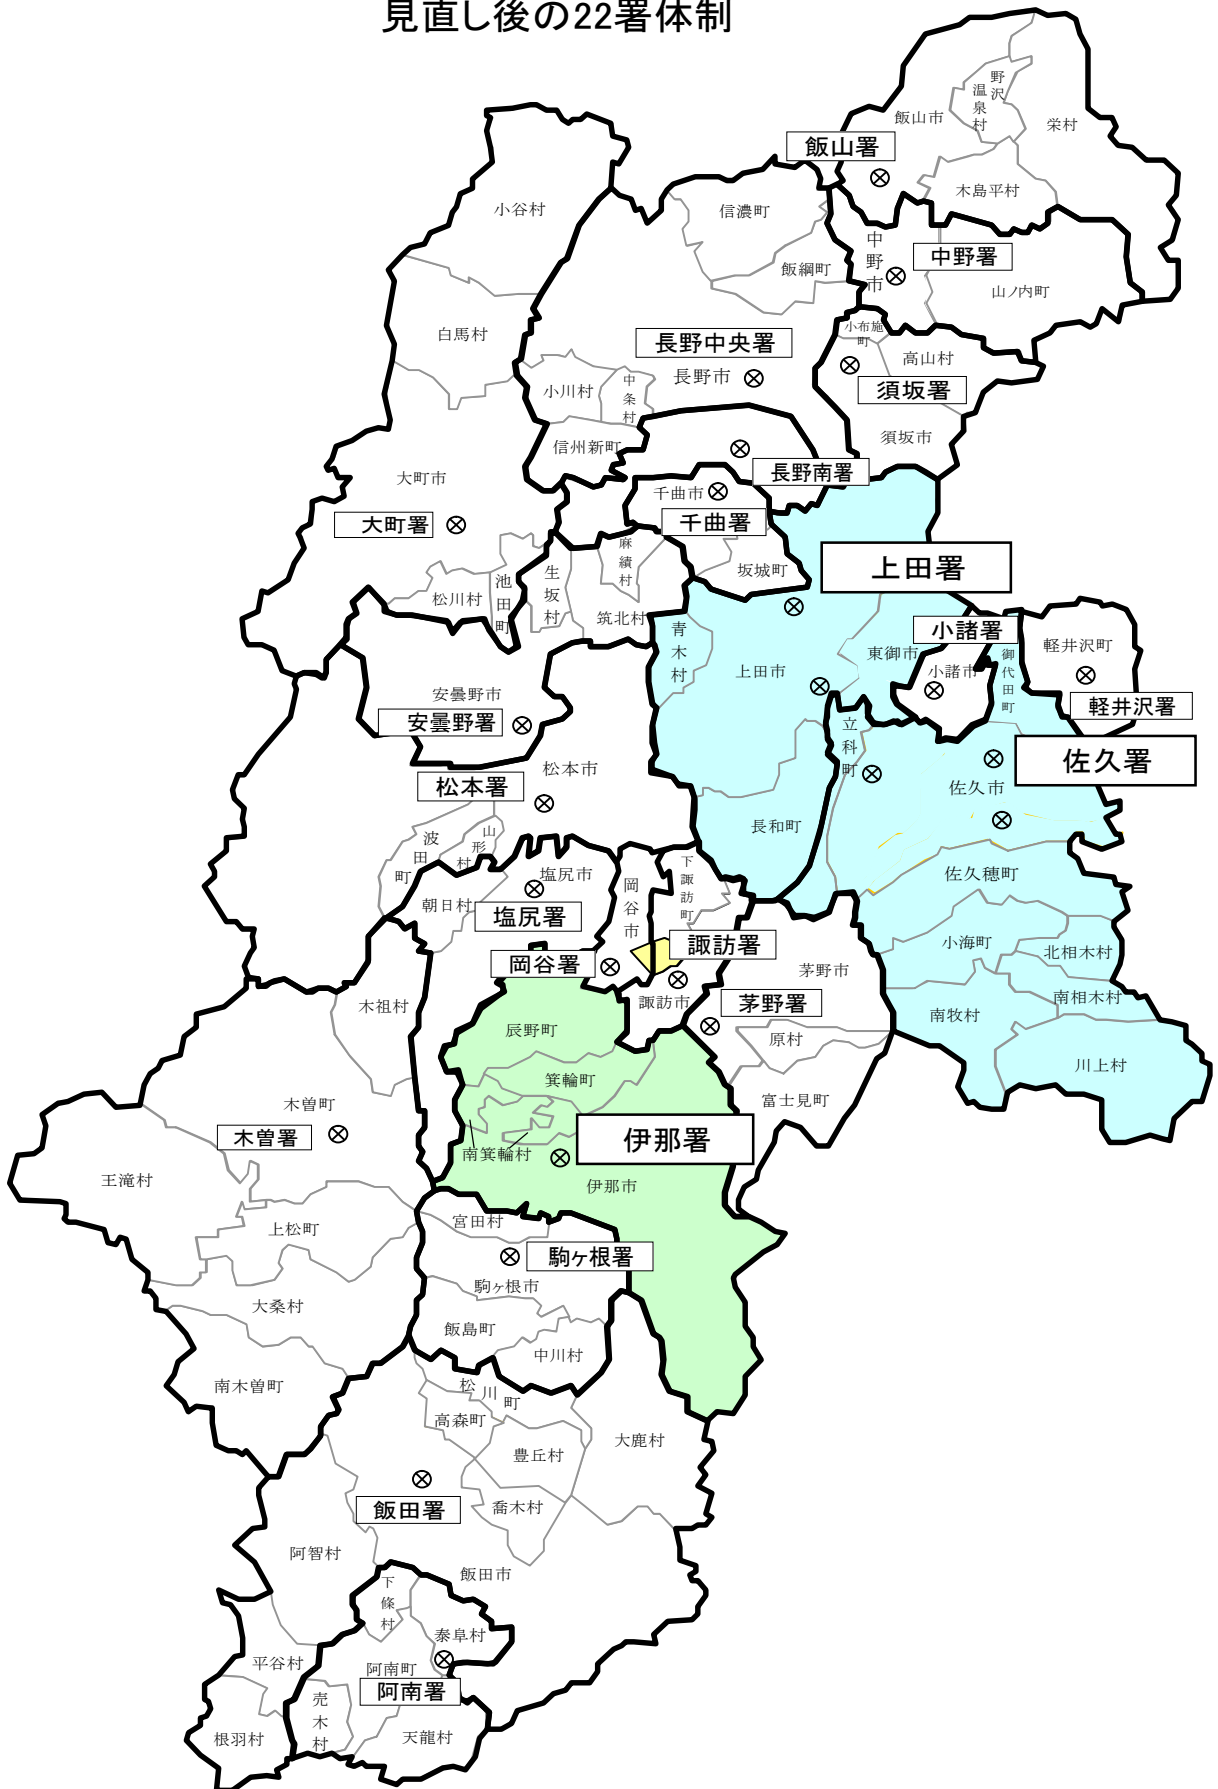 見直し後の22署体制
野沢温泉村
飯山市
栄村
飯山署
木島平村
小谷村
信濃町
中野市
中野署
飯綱町
山ノ内町
白馬村
小布施町
長野中央署
高山村
長野市
小川村
中条村
須坂署
信州新町
須坂市
長野南署
大町市
千曲市
大町署
千曲署
麻績村
坂城町
上田署
生坂村
池田町
松川村
筑北村
青木村
小諸署
東御市
御代田町
軽井沢町
上田市
小諸市
安曇野市
軽井沢署
安曇野署
立科町
佐久署
松本市
松本署
佐久市
長和町
波田町
山形村
塩尻市
下諏訪町
岡谷市
佐久穂町
朝日村
塩尻署
諏訪署
小海町
北相木村
岡谷署
茅野市
南相木村
諏訪市
茅野署
木祖村
南牧村
辰野町
原村
川上村
箕輪町
富士見町
木曽町
木曽署
伊那署
南箕輪村
王滝村
伊那市
宮田村
上松町
駒ヶ根署
駒ヶ根市
大桑村
飯島町
中川村
南木曽町
松川町
高森町
大鹿村
豊丘村
飯田署
喬木村
阿智村
飯田市
下條村
泰阜村
平谷村
阿南町
阿南署
売木村
根羽村
天龍村